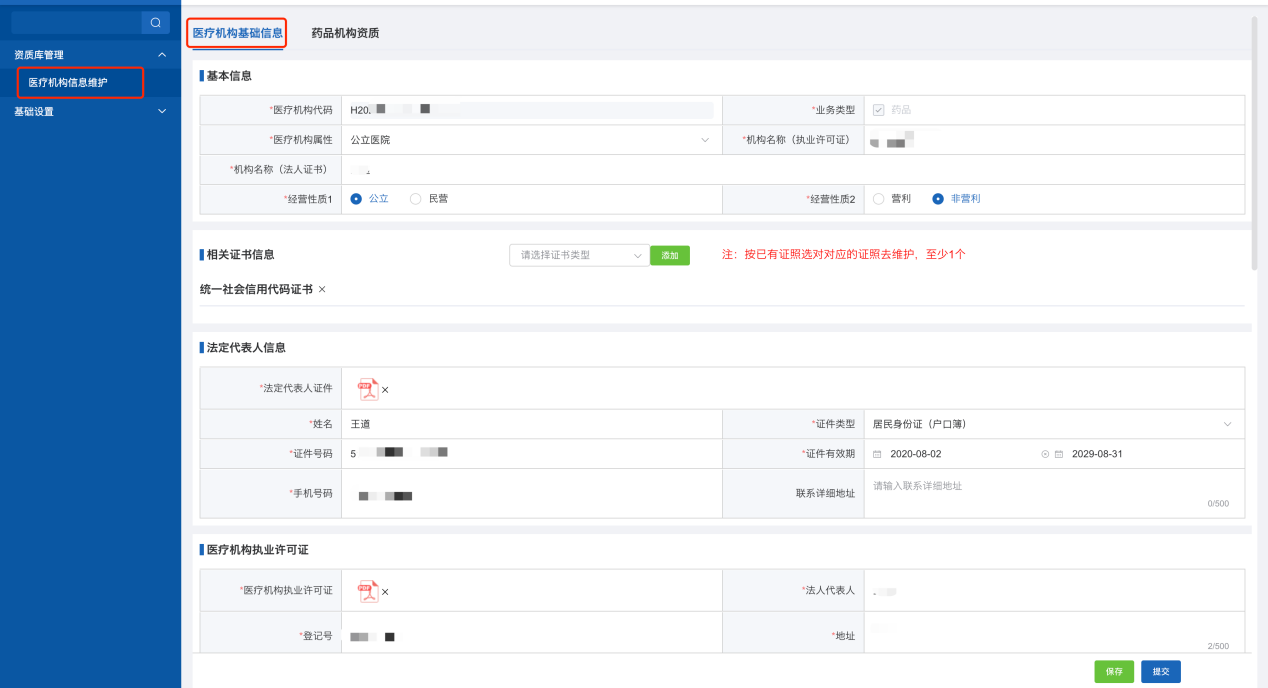 医疗机构基础信息 药品机构资质
资质库管理
医疗机构信息维护
基础设置
基本信息
*医疗机构代码 H20. *业务类型 药品
*医疗机构属性 公立医院 *机构名称（执业许可证）
*机构名称（法人证书）
*经营性质1 公立 民营 *经营性质2 营利 非营利
相关证书信息 请选择证书类型 添加 注：按已有证照选对对应的证照去维护，至少1个
统一社会信用代码证书 ×
法定代表人信息
*法定代表人证件 PDF ×
*姓名 王道 *证件类型 居民身份证（户口簿）
*证件号码 5 *证件有效期 2020-08-02 2029-08-31
*手机号码 联系详细地址 请输入联系详细地址
0/500
医疗机构执业许可证
*医疗机构执业许可证 PDF × *法人代表人
*登记号 *地址
2/500
保存 提交